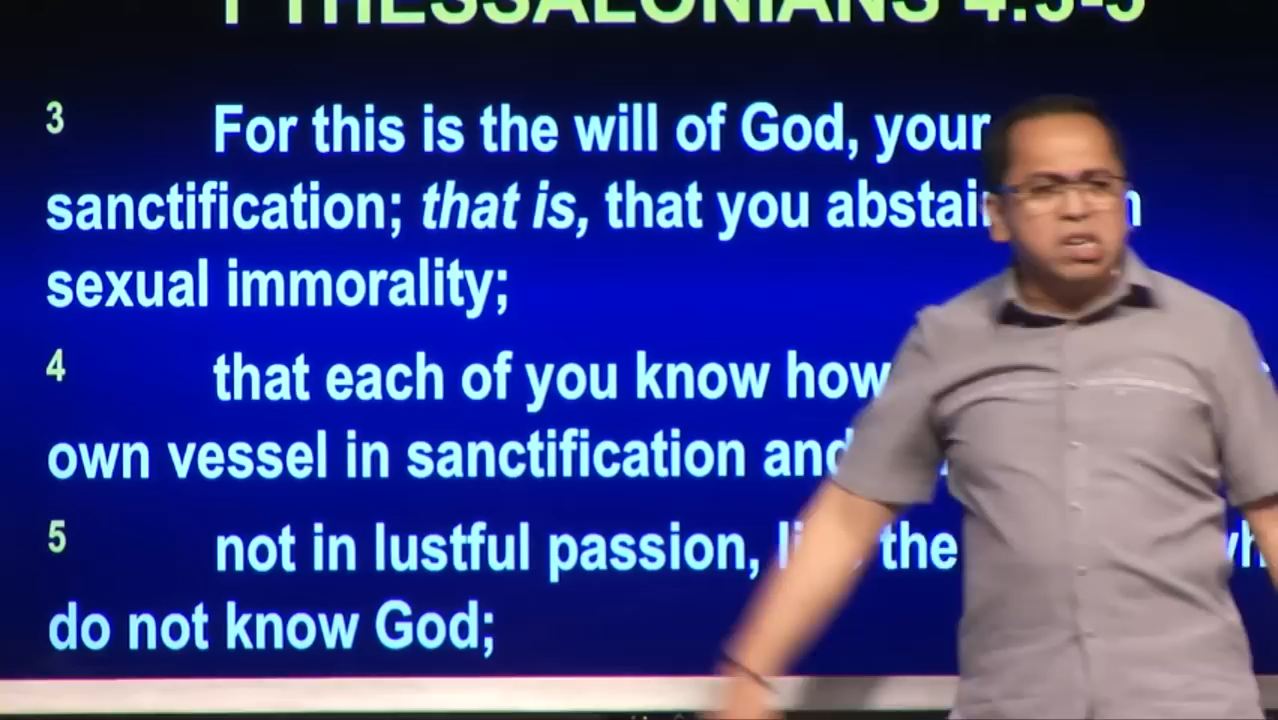 1 THESSALONIANS 4:3-5
3 For this is the will of God, your
sanctification; that is, that you
sexual immorality;
4 that each of you know how
own vessel in sanctification and
5 not in lustful passion, the
do not know God;